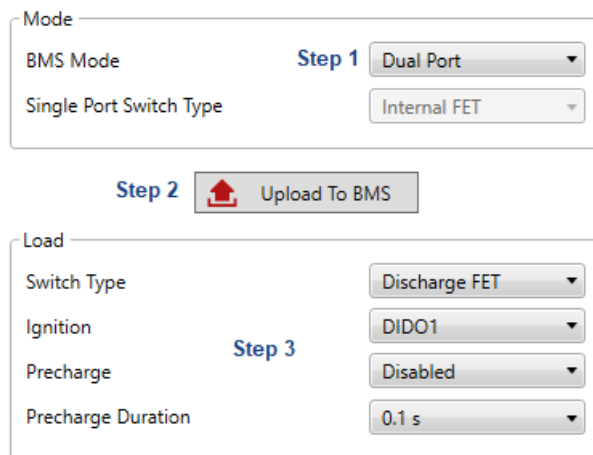 Mode
BMS Mode Step 1 Dual Port
Single Port Switch Type Internal FET
Step 2 Upload To BMS
Load
Switch Type Discharge FET
Ignition DIDO1
Step 3
Precharge Disabled
Precharge Duration 0.1 s